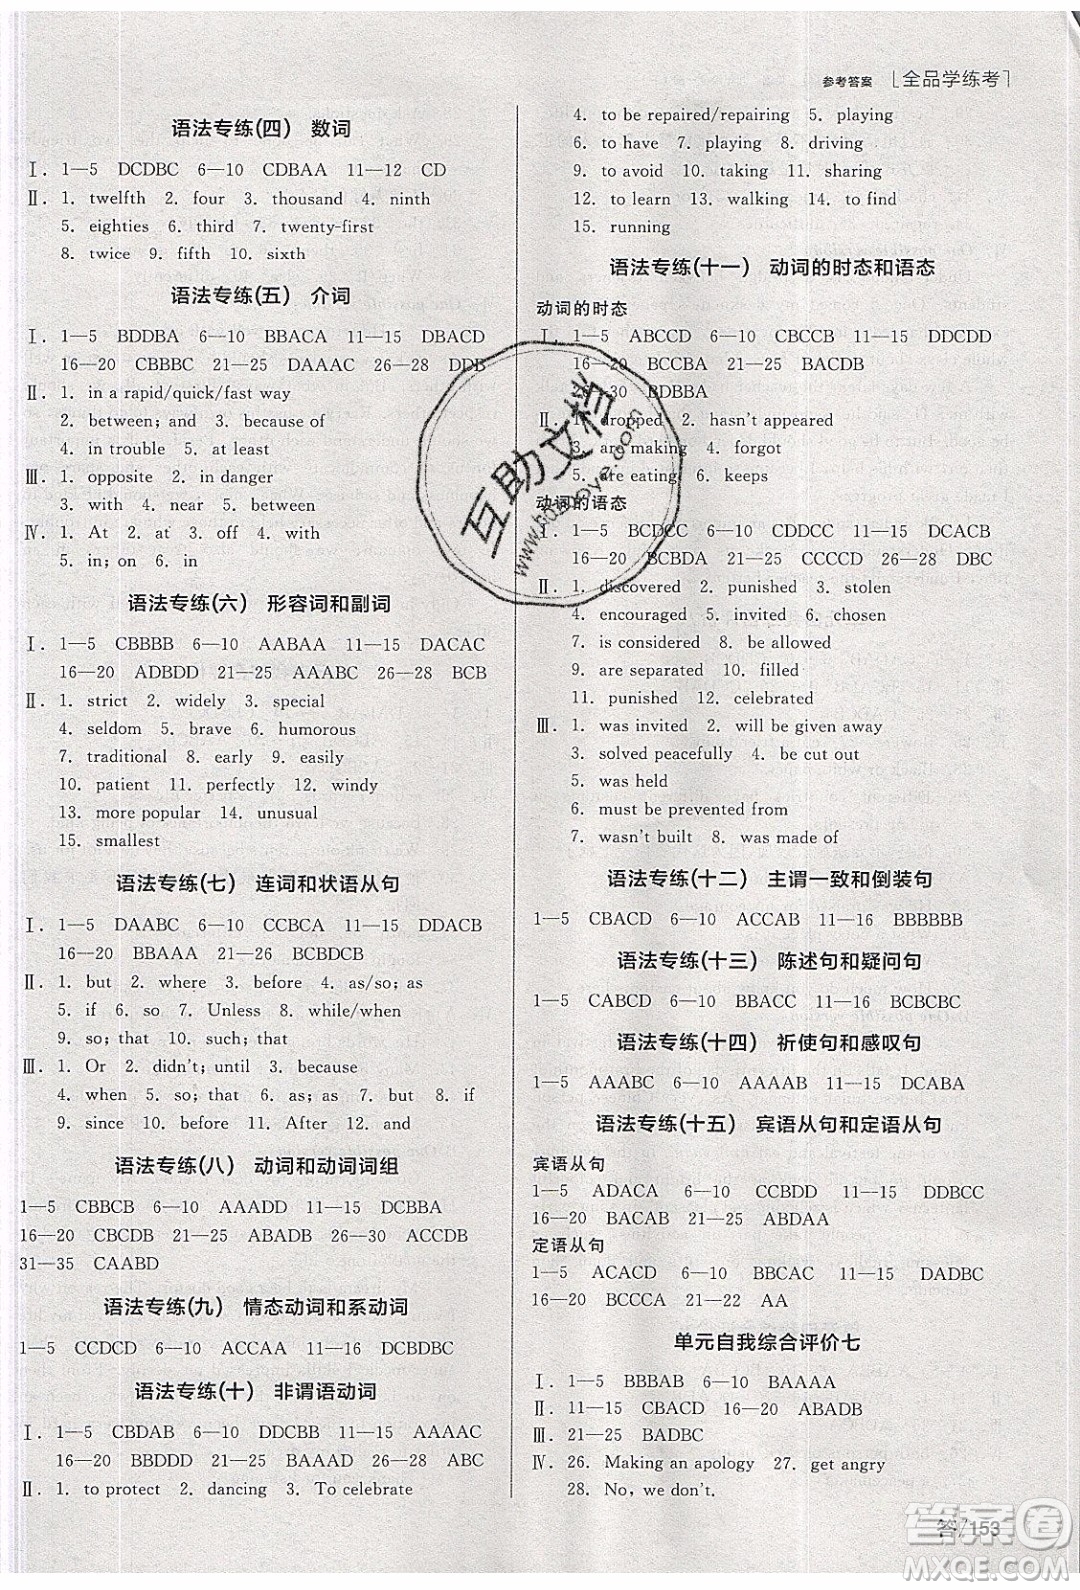 参考答案 [全品学练考]
语法专练(四) 数词
Ⅰ. 1—5 DCDBC 6—10 CDBAA 11—12 CD
Ⅱ. 1. twelfth 2. four 3. thousand 4. ninth
5. eighties 6. third 7. twenty-first
8. twice 9. fifth 10. sixth
语法专练(五) 介词
Ⅰ. 1—5 BDDBA 6—10 BBACA 11—15 DBACD
16—20 CBBBC 21—25 DAAAC 26—28 DDB
Ⅱ. 1. in a rapid/quick/fast way
2. between; and 3. because of
4. in trouble 5. at least
Ⅲ. 1. opposite 2. in danger
3. with 4. near 5. between
Ⅳ. 1. At 2. at 3. off 4. with
5. in; on 6. in
语法专练(六) 形容词和副词
Ⅰ. 1—5 CBBBB 6—10 AABAA 11—15 DACAC
16—20 ADBDD 21—25 AAABC 26—28 BCB
Ⅱ. 1. strict 2. widely 3. special
4. seldom 5. brave 6. humorous
7. traditional 8. early 9. easily
10. patient 11. perfectly 12. windy
13. more popular 14. unusual
15. smallest
语法专练(七) 连词和状语从句
Ⅰ. 1—5 DAABC 6—10 CCBCA 11—15 CABAD
16—20 BBAAA 21—26 BCBDCB
Ⅱ. 1. but 2. where 3. before 4. as/so; as
5. if 6. so 7. Unless 8. while/when
9. so; that 10. such; that
Ⅲ. 1. Or 2. didn't; until 3. because
4. when 5. so; that 6. as; as 7. but 8. if
9. since 10. before 11. After 12. and
语法专练(八) 动词和动词词组
1—5 CBBCB 6—10 AAADD 11—15 DCBBA
16—20 CBCDB 21—25 ABADB 26—30 ACCDB
31—35 CAABD
语法专练(九) 情态动词和系动词
1—5 CCDCD 6—10 ACCAA 11—16 DCBDBC
语法专练(十) 非谓语动词
Ⅰ. 1—5 CBDAB 6—10 DDCBB 11—15 CACAA
16—20 BBDDD 21—25 BAAAD 26—28 ABC
Ⅱ. 1. to protect 2. dancing 3. To celebrate
4. to be repaired/repairing 5. playing
6. to have 7. playing 8. driving
9. to avoid 10. taking 11. sharing
12. to learn 13. walking 14. to find
15. running
语法专练(十一) 动词的时态和语态
动词的时态
Ⅰ. 1—5 ABCCD 6—10 CBCCB 11—15 DDCDD
16—20 BCCBA 21—25 BACDB
26—30 BDBBA
Ⅱ. 1. dropped 2. hasn't appeared
3. are making 4. forgot
5. are eating 6. keeps
动词的语态
Ⅰ. 1—5 BCDCC 6—10 CDDCC 11—15 DCACB
16—20 BCBDA 21—25 CCCCD 26—28 DBC
Ⅱ. 1. discovered 2. punished 3. stolen
4. encouraged 5. invited 6. chosen
7. is considered 8. be allowed
9. are separated 10. filled
11. punished 12. celebrated
Ⅲ. 1. was invited 2. will be given away
3. solved peacefully 4. be cut out
5. was held
6. must be prevented from
7. wasn't built 8. was made of
语法专练(十二) 主谓一致和倒装句
1—5 CBACD 6—10 ACCAB 11—16 BBBBBB
语法专练(十三) 陈述句和疑问句
1—5 CABCD 6—10 BBACC 11—16 BCBCBC
语法专练(十四) 祈使句和感叹句
1—5 AAABC 6—10 AAAAA 11—15 DCABA
语法专练(十五) 宾语从句和定语从句
宾语从句
1—5 ADACA 6—10 CCBDD 11—15 DDBCC
16—20 BACAB 21—25 ABDAA
定语从句
1—5 ACACD 6—10 BBCAC 11—15 DADBC
16—20 BCCCA 21—22 AA
单元自我综合评价七
Ⅰ. 1—5 BBBAB 6—10 BAAAA
Ⅱ. 11—15 CBCAD 16—20 ABADB
Ⅲ. 21—25 BADBC
Ⅳ. 26. Making an apology 27. get angry
28. No, we don't.
答/153
互助文档
www.hdzuoye.com
答案圈
MXQE.COM